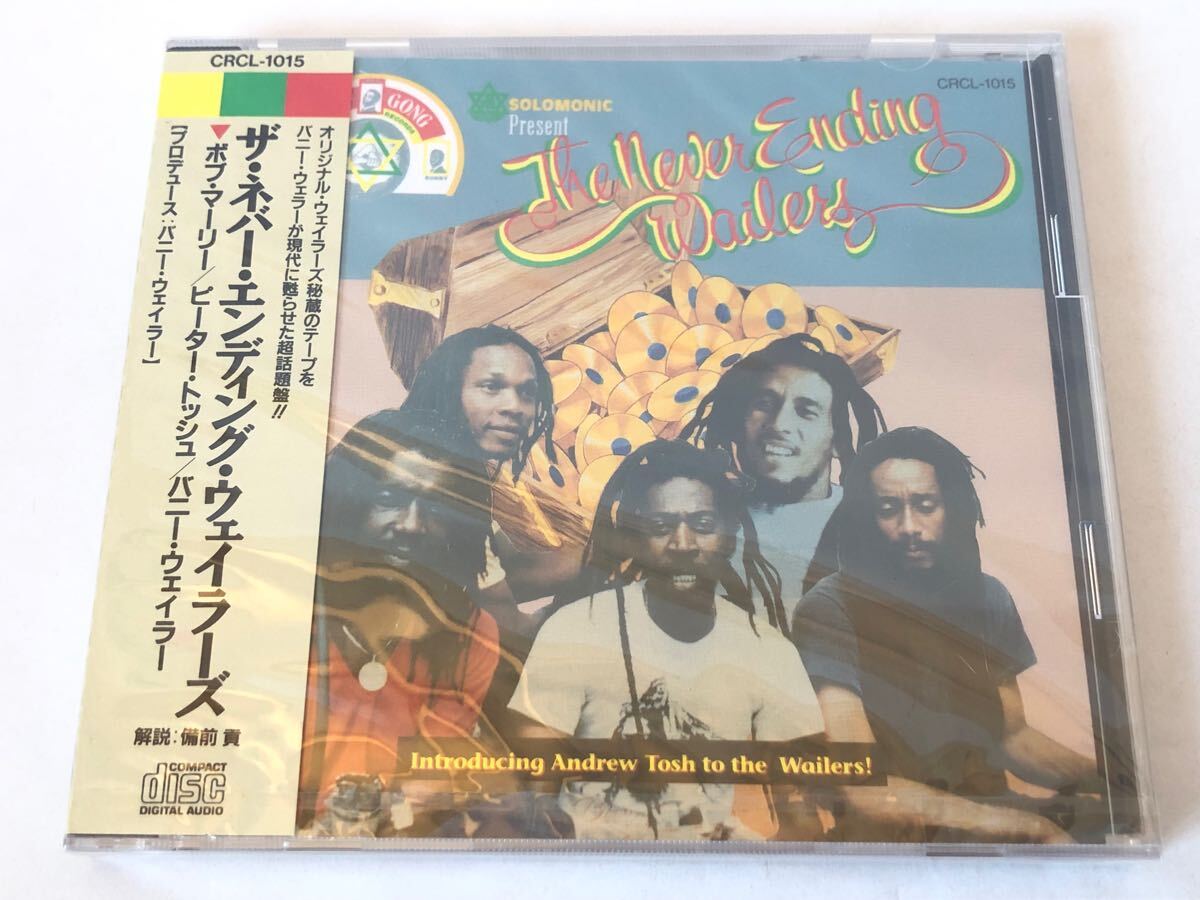 CRCL-1015
オリジナル・ウェイラーズ秘蔵のテープを
バニー・ウェラーが現代に甦らせた超話題盤!!
ザ・ネバー・エンディング・ウェイラーズ
▼ボブ・マーリー/ピーター・トッシュ/バニー・ウェイラー
[プロデュース:バニー・ウェイラー]
解説:備前 貢
COMPACT
disc
DIGITAL AUDIO
GONG
RECORDS
BUNNY
SOLOMONIC
Present
CRCL-1015
The Never Ending
Wailers
Introducing Andrew Tosh to the Wailers!